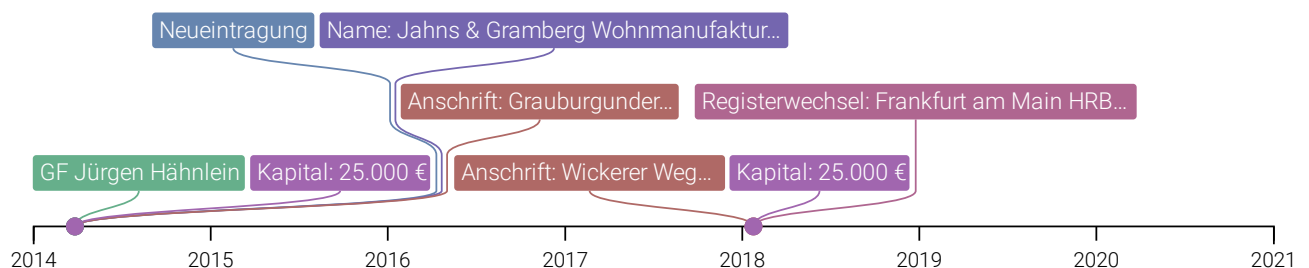 Neueintragung
Name: Jahns & Gramberg Wohnmanufaktur...
Anschrift: Grauburgunder...
Registerwechsel: Frankfurt am Main HRB...
GF Jürgen Hähnlein
Kapital: 25.000 €
Anschrift: Wickerer Weg...
Kapital: 25.000 €
2014 2015 2016 2017 2018 2019 2020 2021